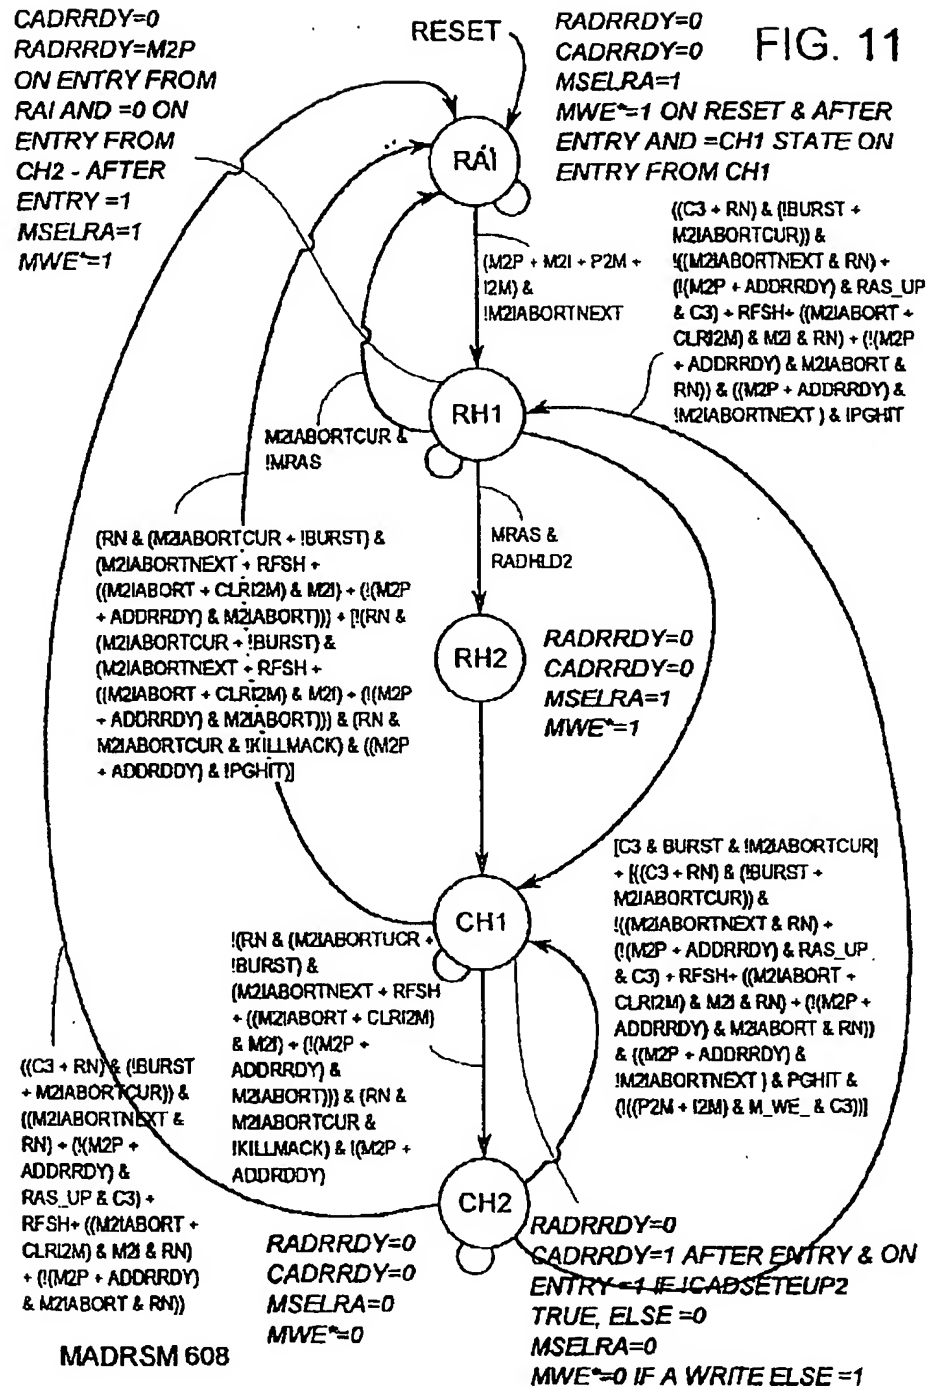 CADRRDY=0
RADRRDY=M2P
ON ENTRY FROM
RAI AND =0 ON
ENTRY FROM
CH2 - AFTER
ENTRY =1
MSELRA=1
MWE*=1
RESET
RADRRDY=0
CADRRDY=0
MSELRA=1
MWE*=1 ON RESET & AFTER
ENTRY AND =CH1 STATE ON
ENTRY FROM CH1
FIG. 11
RAI
(M2P + M2I + P2M +
I2M) &
!M2IABORTNEXT
((C3 + RN) & (!BURST +
M2IABORTCUR)) &
!((M2IABORTNEXT & RN) +
(!(M2P + ADDRRDY) & RAS_UP
& C3) + RFSH+ ((M2IABORT +
CLRI2M) & M2I & RN) + (!(M2P
+ ADDRRDY) & M2IABORT &
RN)) & ((M2P + ADDRRDY) &
!M2IABORTNEXT ) & !PGHIT
RH1
M2IABORTCUR &
!MRAS
MRAS &
RADHLD2
(RN & (M2IABORTCUR + !BURST) &
(M2IABORTNEXT + RFSH +
((M2IABORT + CLRI2M) & M2I) + (!(M2P
+ ADDRRDY) & M2IABORT))) + [!(RN &
(M2IABORTCUR + !BURST) &
(M2IABORTNEXT + RFSH +
((M2IABORT + CLRI2M) & M2I) + (!(M2P
+ ADDRRDY) & M2IABORT))) & (RN &
M2IABORTCUR & !KILLMACK) & ((M2P
+ ADDRDDY) & !PGHIT)]
RH2
RADRRDY=0
CADRRDY=0
MSELRA=1
MWE*=1
CH1
[C3 & BURST & !M2IABORTCUR]
+ [((C3 + RN) & (!BURST +
M2IABORTCUR)) &
!((M2IABORTNEXT & RN) +
(!(M2P + ADDRRDY) & RAS_UP
& C3) + RFSH+ ((M2IABORT +
CLRI2M) & M2I & RN) + (!(M2P +
ADDRRDY) & M2IABORT & RN))
& ((M2P + ADDRRDY) &
!M2IABORTNEXT ) & PGHIT &
(!((P2M + I2M) & M_WE_ & C3))]
!(RN & (M2IABORTUCR +
!BURST) &
(M2IABORTNEXT + RFSH
+ ((M2IABORT + CLRI2M)
& M2I) + (!(M2P +
ADDRRDY) &
M2IABORT))) & (RN &
M2IABORTCUR &
!KILLMACK) & !((M2P +
ADDRDDY)
((C3 + RN) & (!BURST
+ M2IABORTCUR)) &
((M2IABORTNEXT &
RN) + (!(M2P +
ADDRRDY) &
RAS_UP & C3) +
RFSH+ ((M2IABORT +
CLRI2M) & M2I & RN)
+ (!(M2P + ADDRRDY)
& M2IABORT & RN))
CH2
RADRRDY=0
CADRRDY=0
MSELRA=0
MWE*=0
RADRRDY=0
CADRRDY=1 AFTER ENTRY & ON
ENTRY =1 IF !CADSETEUP2
TRUE, ELSE =0
MSELRA=0
MWE*=0 IF A WRITE ELSE =1
MADRSM 608